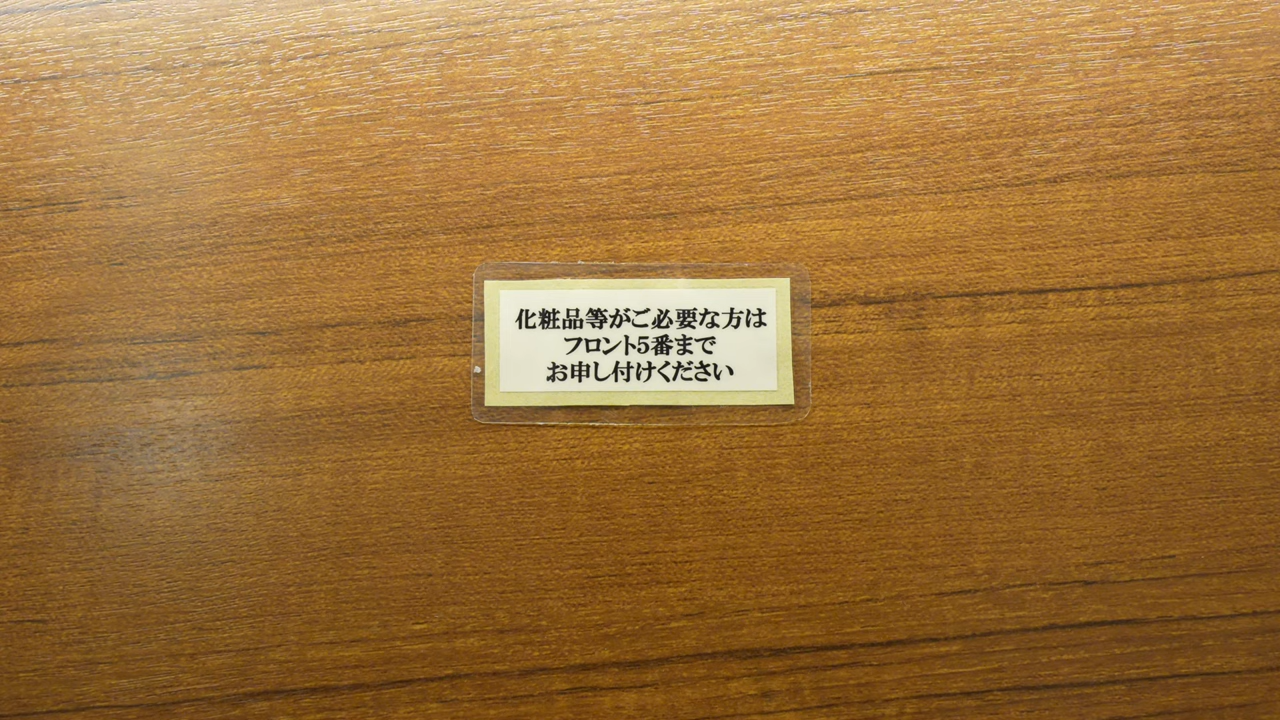 化粧品等がご必要な方は
フロント5番まで
お申し付けください